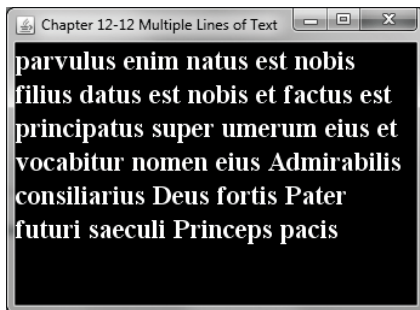 Chapter 12-12 Multiple Lines of Text
parvulus enim natus est nobis
filius datus est nobis et factus est
principatus super umerum eius et
vocabitur nomen eius Admirabilis
consiliarius Deus fortis Pater
futuri saeculi Princeps pacis